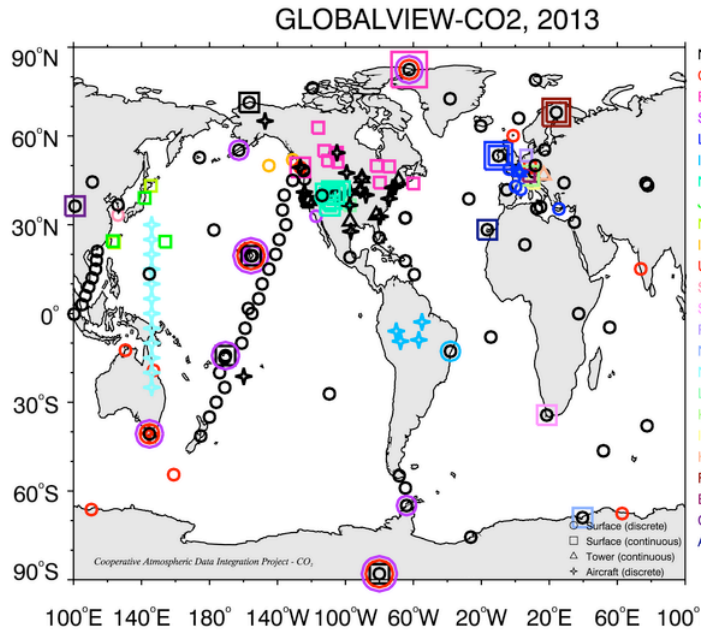 GLOBALVIEW-CO2, 2013
90°N
60°N
30°N
0°
30°S
60°S
90°S
Surface (discrete)
Surface (continuous)
Tower (continuous)
Aircraft (discrete)
Cooperative Atmospheric Data Integration Project - CO₂
100°E 140°E 180° 140°W 100°W 60°W 20°W 20°E 60°E 100°